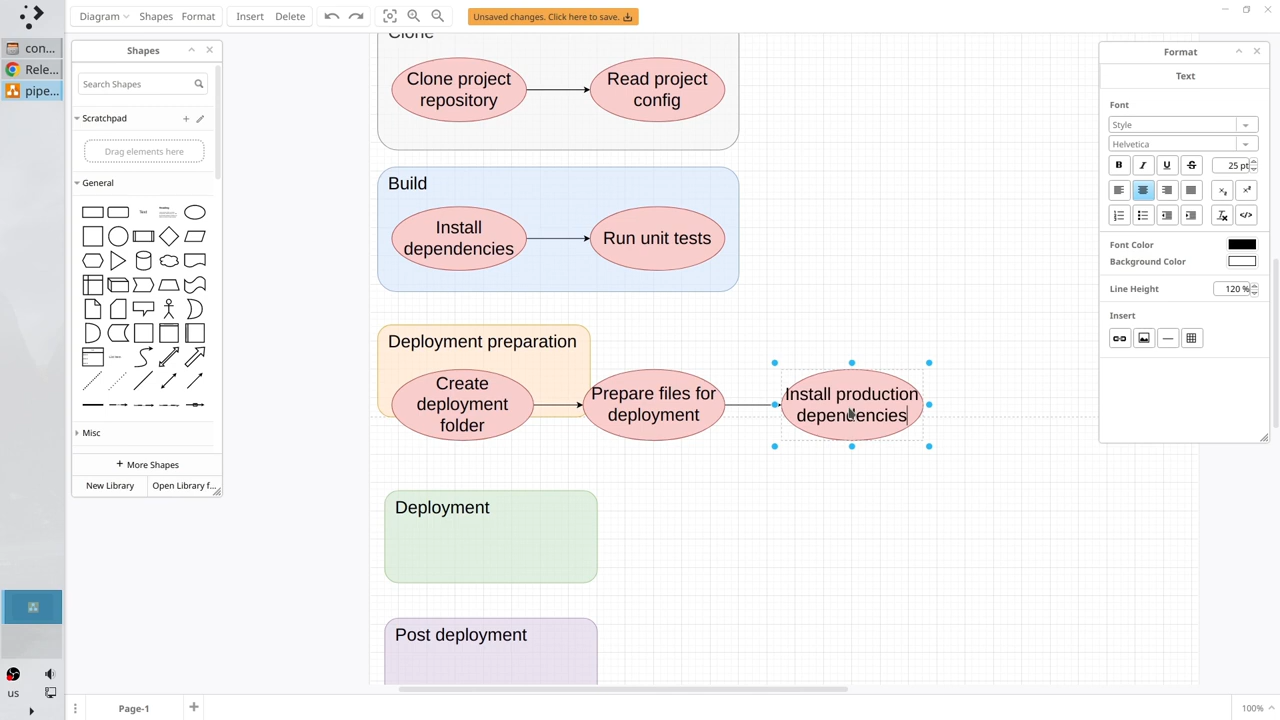 Diagram Shapes Format Insert Delete Unsaved changes. Click here to save.
con...
Rele...
pipe...
us
Shapes
Search Shapes
Scratchpad
Drag elements here
General
Text
Heading
Misc
+ More Shapes
New Library Open Library f...
Clone
Clone project
repository
Read project
config
Build
Install
dependencies
Run unit tests
Deployment preparation
Create
deployment
folder
Prepare files for
deployment
Install production
dependencies
Deployment
Post deployment
Format
Text
Font
Style
Helvetica
B I U S 25 pt
Font Color
Background Color
Line Height 120 %
Insert
Page-1
100%